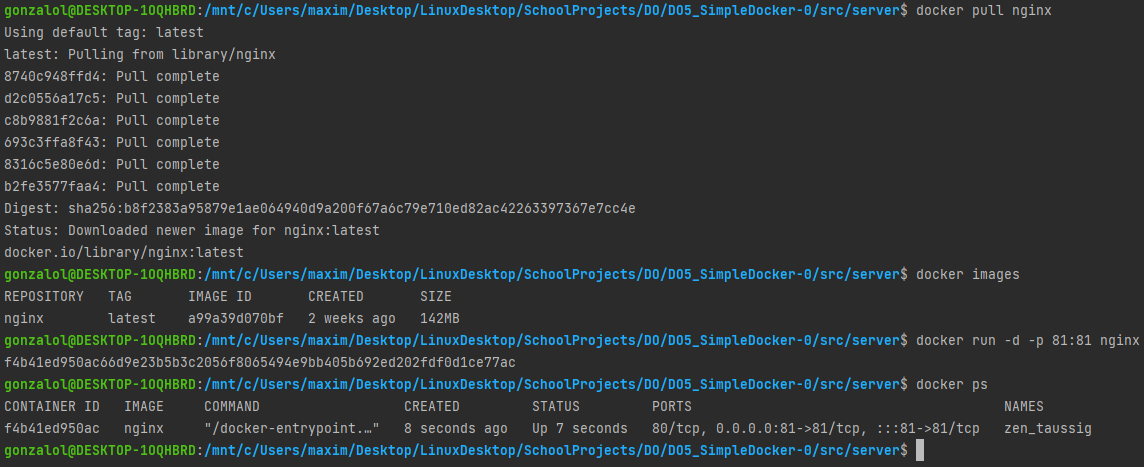 gonzalol@DESKTOP-1OQHBRD:/mnt/c/Users/maxim/Desktop/LinuxDesktop/SchoolProjects/DO/DO5_SimpleDocker-0/src/server$ docker pull nginx
Using default tag: latest
latest: Pulling from library/nginx
8740c948ffd4: Pull complete
d2c0556a17c5: Pull complete
c8b9881f2c6a: Pull complete
693c3ffa8f43: Pull complete
8316c5e80e6d: Pull complete
b2fe3577faa4: Pull complete
Digest: sha256:b8f2383a95879e1ae064940d9a200f67a6c79e710ed82ac42263397367e7cc4e
Status: Downloaded newer image for nginx:latest
docker.io/library/nginx:latest
gonzalol@DESKTOP-1OQHBRD:/mnt/c/Users/maxim/Desktop/LinuxDesktop/SchoolProjects/DO/DO5_SimpleDocker-0/src/server$ docker images
REPOSITORY   TAG       IMAGE ID       CREATED       SIZE
nginx        latest    a99a39d070bf   2 weeks ago   142MB
gonzalol@DESKTOP-1OQHBRD:/mnt/c/Users/maxim/Desktop/LinuxDesktop/SchoolProjects/DO/DO5_SimpleDocker-0/src/server$ docker run -d -p 81:81 nginx
f4b41ed950ac66d9e23b5b3c2056f8065494e9bb405b692ed202fdf0d1ce77ac
gonzalol@DESKTOP-1OQHBRD:/mnt/c/Users/maxim/Desktop/LinuxDesktop/SchoolProjects/DO/DO5_SimpleDocker-0/src/server$ docker ps
CONTAINER ID   IMAGE     COMMAND                  CREATED         STATUS         PORTS                                       NAMES
f4b41ed950ac   nginx     "/docker-entrypoint.…"   8 seconds ago   Up 7 seconds   80/tcp, 0.0.0.0:81->81/tcp, :::81->81/tcp   zen_taussig
gonzalol@DESKTOP-1OQHBRD:/mnt/c/Users/maxim/Desktop/LinuxDesktop/SchoolProjects/DO/DO5_SimpleDocker-0/src/server$